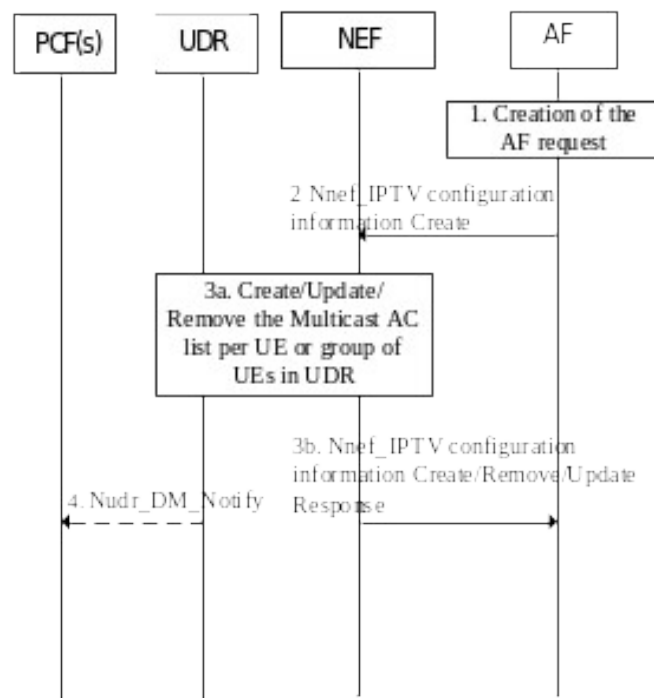 PCF(s)
UDR
NEF
AF
1. Creation of the
AF request
2 Nnef_IPTV configuration
information Create
3a. Create/Update/
Remove the Multicast AC
list per UE or group of
UEs in UDR
3b. Nnef_IPTV configuration
information Create/Remove/Update
Response
4. Nudr_DM_Notify